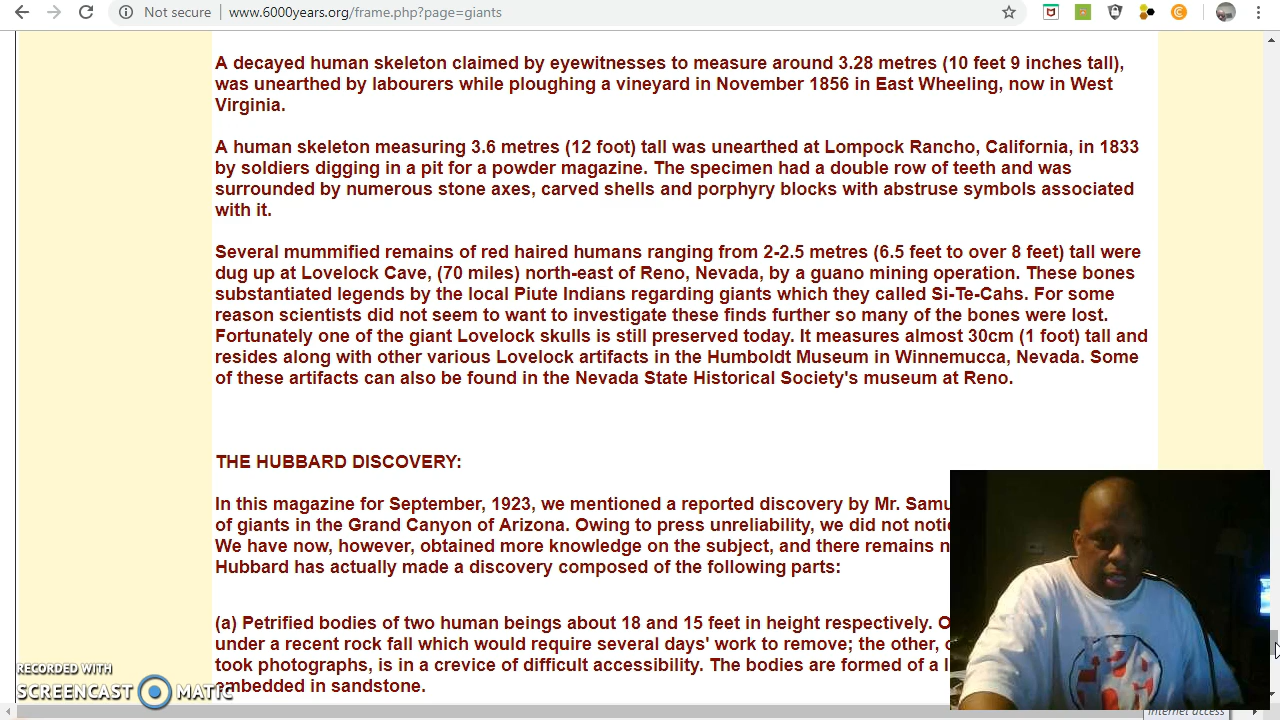 Not secure
www.6000years.org/frame.php?page=giants
A decayed human skeleton claimed by eyewitnesses to measure around 3.28 metres (10 feet 9 inches tall),
was unearthed by labourers while ploughing a vineyard in November 1856 in East Wheeling, now in West
Virginia.
A human skeleton measuring 3.6 metres (12 foot) tall was unearthed at Lompock Rancho, California, in 1833
by soldiers digging in a pit for a powder magazine. The specimen had a double row of teeth and was
surrounded by numerous stone axes, carved shells and porphyry blocks with abstruse symbols associated
with it.
Several mummified remains of red haired humans ranging from 2-2.5 metres (6.5 feet to over 8 feet) tall were
dug up at Lovelock Cave, (70 miles) north-east of Reno, Nevada, by a guano mining operation. These bones
substantiated legends by the local Piute Indians regarding giants which they called Si-Te-Cahs. For some
reason scientists did not seem to want to investigate these finds further so many of the bones were lost.
Fortunately one of the giant Lovelock skulls is still preserved today. It measures almost 30cm (1 foot) tall and
resides along with other various Lovelock artifacts in the Humboldt Museum in Winnemucca, Nevada. Some
of these artifacts can also be found in the Nevada State Historical Society's museum at Reno.
THE HUBBARD DISCOVERY:
In this magazine for September, 1923, we mentioned a reported discovery by Mr.
of giants in the Grand Canyon of Arizona. Owing to press unreliability, we did not
We have now, however, obtained more knowledge on the subject, and there remains
Hubbard has actually made a discovery composed of the following parts:
(a) Petrified bodies of two human beings about 18 and 15 feet in height respectively.
under a recent rock fall which would require several days' work to remove; the other,
took photographs, is in a crevice of difficult accessibility. The bodies are formed of a
embedded in sandstone.
RECORDED WITH
SCREENCAST MATIC
Internet access